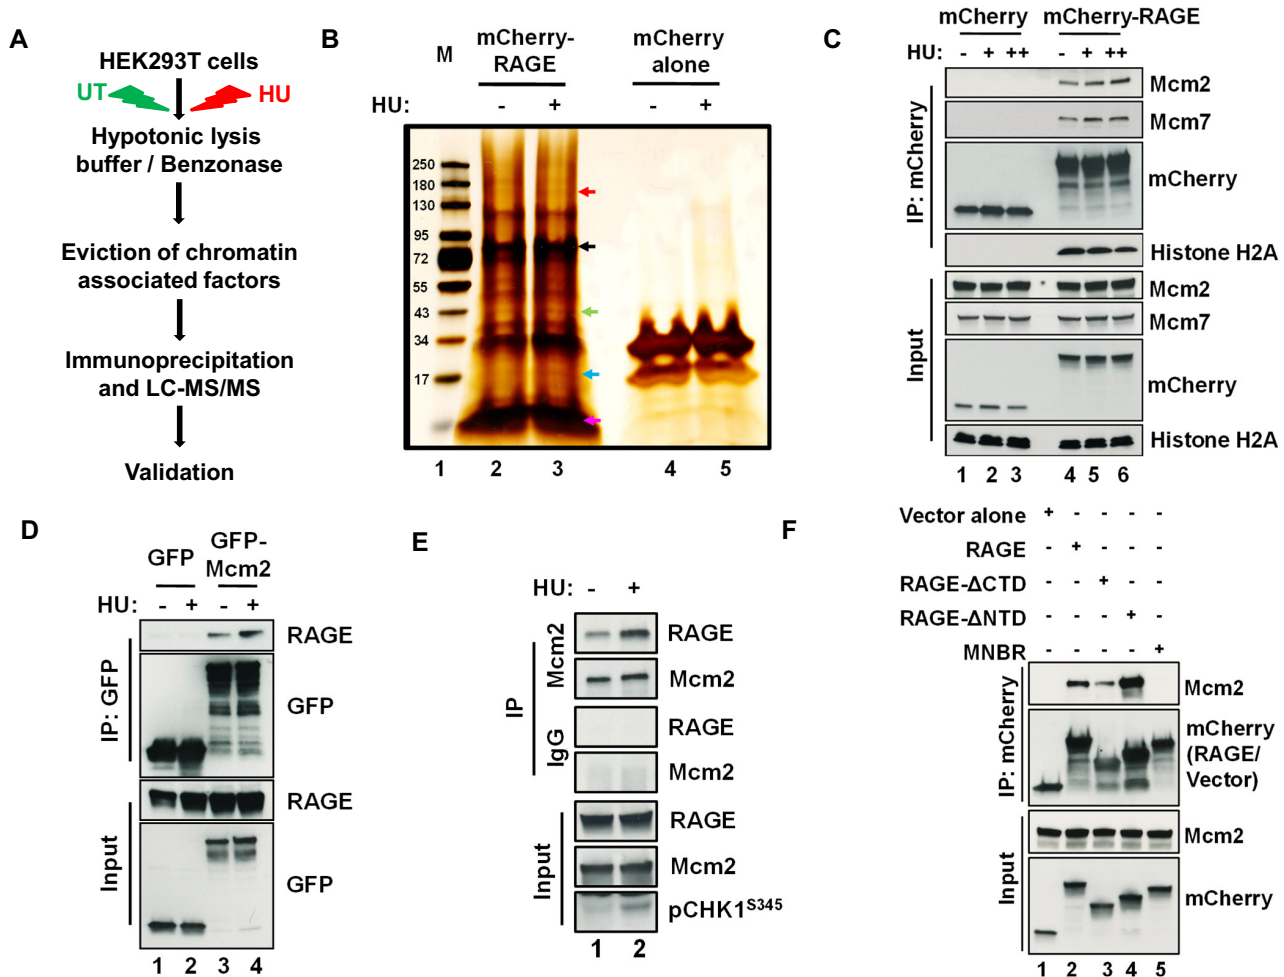 A
HEK293T cells
UT
HU
Hypotonic lysis
buffer / Benzonase
Eviction of chromatin
associated factors
Immunoprecipitation
and LC-MS/MS
Validation
B
M
mCherry-
RAGE
mCherry
alone
HU: - + - +
250
180
130
95
72
55
43
34
17
1 2 3 4 5
C
mCherry mCherry-RAGE
HU: - + ++ - + ++
IP: mCherry
Mcm2
Mcm7
mCherry
Histone H2A
Input
Mcm2
Mcm7
mCherry
Histone H2A
1 2 3 4 5 6
D
GFP
GFP-
Mcm2
HU: - + - +
IP: GFP
RAGE
GFP
Input
RAGE
GFP
1 2 3 4
E
HU: - +
IP
Mcm2
RAGE
Mcm2
IgG
RAGE
Mcm2
Input
RAGE
Mcm2
pCHK1S345
1 2
F
Vector alone + - - - -
RAGE - + - - -
RAGE-ΔCTD - - + - -
RAGE-ΔNTD - - - + -
MNBR - - - - +
IP: mCherry
Mcm2
mCherry
(RAGE/
Vector)
Input
Mcm2
mCherry
1 2 3 4 5